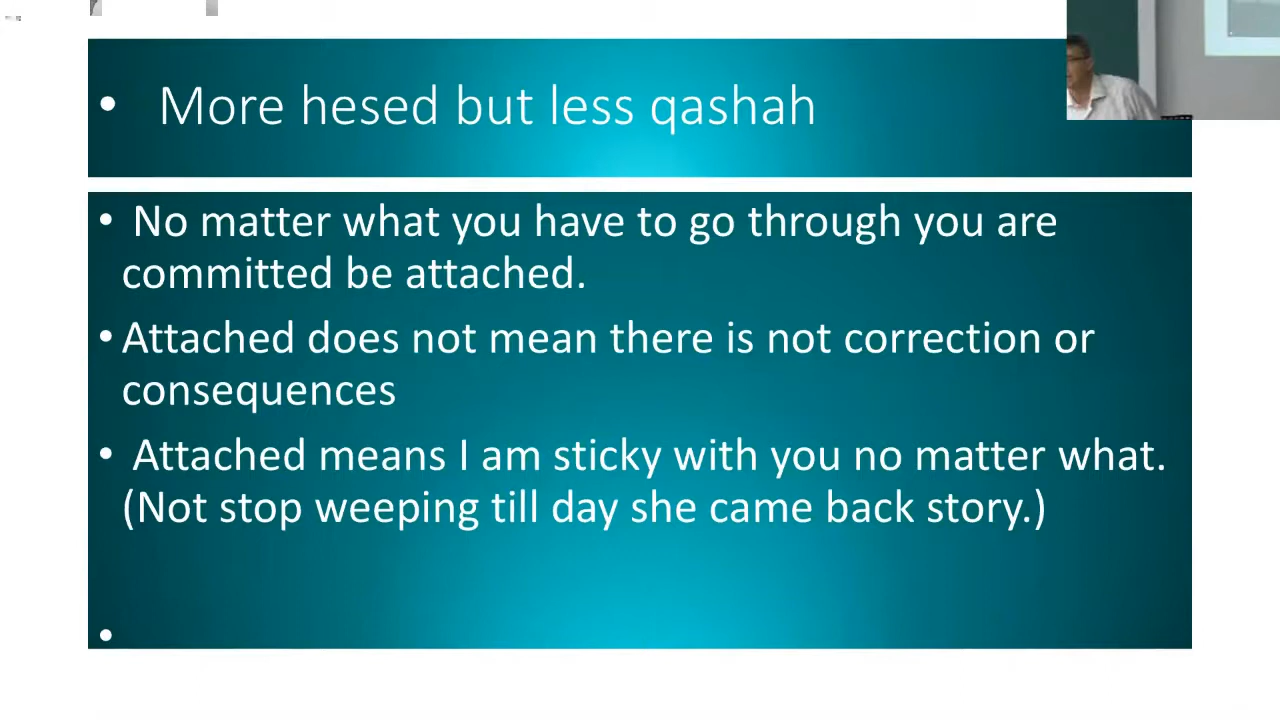 • More hesed but less qashah
• No matter what you have to go through you are
committed be attached.
• Attached does not mean there is not correction or
consequences
• Attached means I am sticky with you no matter what.
(Not stop weeping till day she came back story.)
•